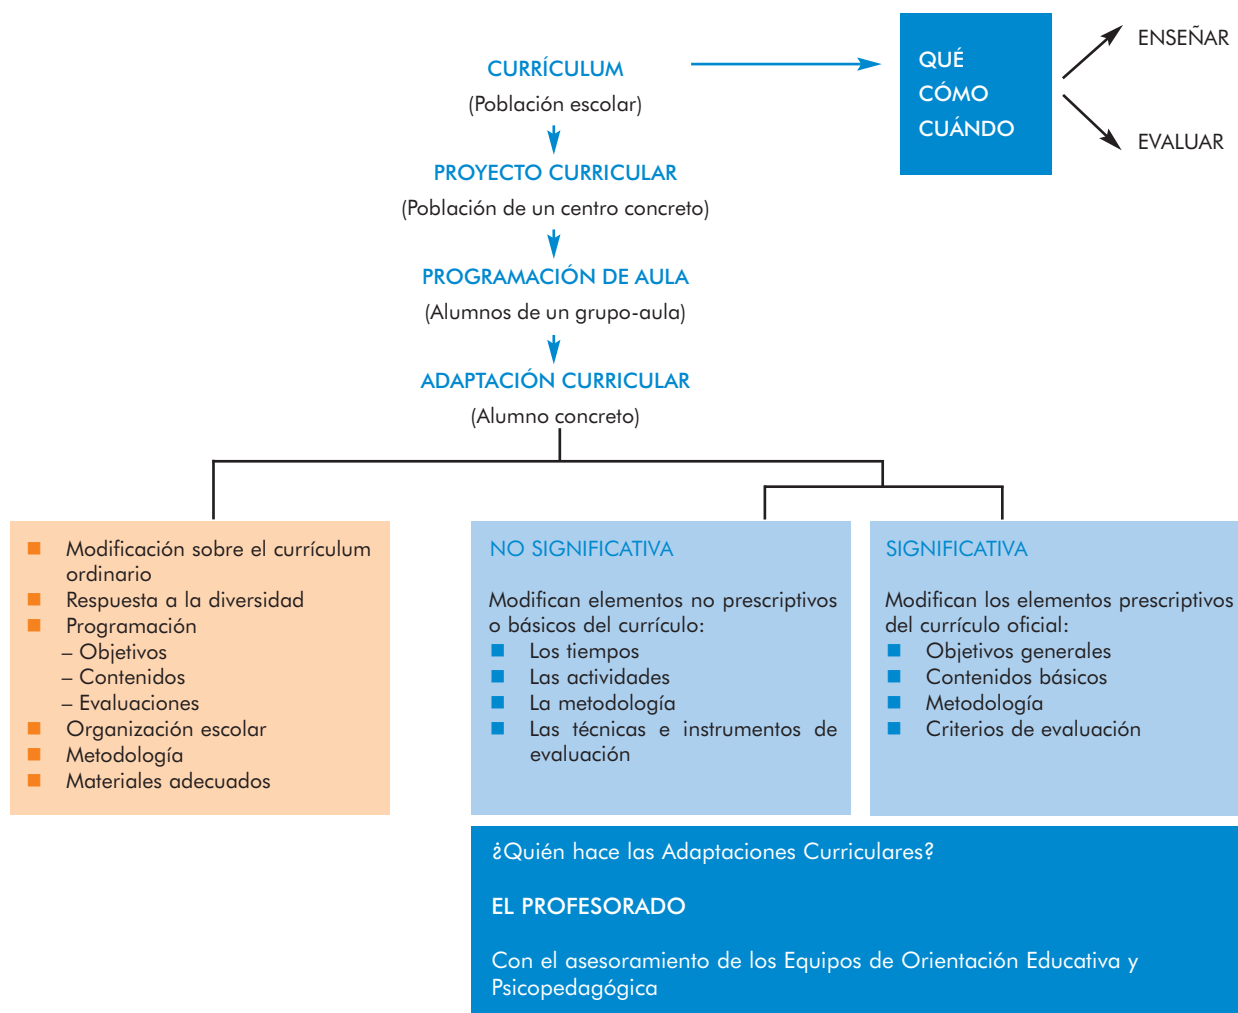 CURRÍCULUM
(Población escolar)
QUÉ
CÓMO
CUÁNDO
ENSEÑAR
EVALUAR
PROYECTO CURRICULAR
(Población de un centro concreto)
PROGRAMACIÓN DE AULA
(Alumnos de un grupo-aula)
ADAPTACIÓN CURRICULAR
(Alumno concreto)
Modificación sobre el currículum
ordinario
Respuesta a la diversidad
Programación
– Objetivos
– Contenidos
– Evaluaciones
Organización escolar
Metodología
Materiales adecuados
NO SIGNIFICATIVA
Modifican elementos no prescriptivos
o básicos del currículo:
Los tiempos
Las actividades
La metodología
Las técnicas e instrumentos de
evaluación
SIGNIFICATIVA
Modifican los elementos prescriptivos
del currículo oficial:
Objetivos generales
Contenidos básicos
Metodología
Criterios de evaluación
¿Quién hace las Adaptaciones Curriculares?
EL PROFESORADO
Con el asesoramiento de los Equipos de Orientación Educativa y
Psicopedagógica